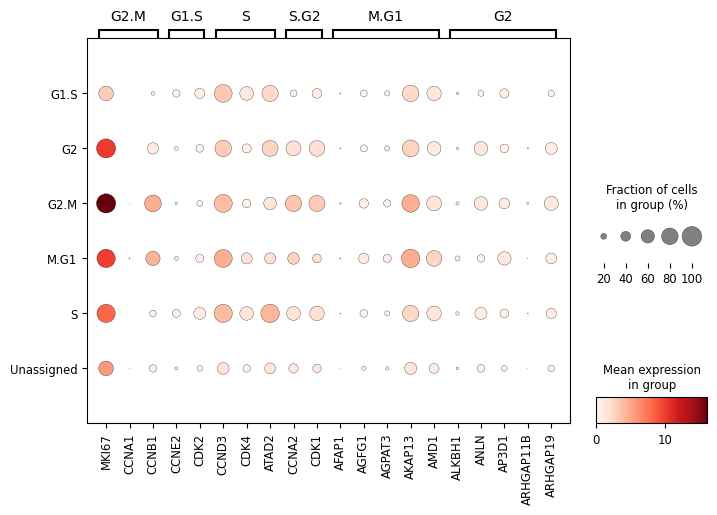 G2.M G1.S S S.G2 M.G1 G2
G1.S
G2
G2.M
M.G1
S
Unassigned
MKI67 CCNA1 CCNB1 CCNE2 CDK2 CCND3 CDK4 ATAD2 CCNA2 CDK1 AFAP1 AGFG1 AGPAT3 AKAP13 AMD1 ALKBH1 ANLN AP3D1 ARHGAP11B ARHGAP19
Fraction of cells
in group (%)
20 40 60 80 100
Mean expression
in group
0 10